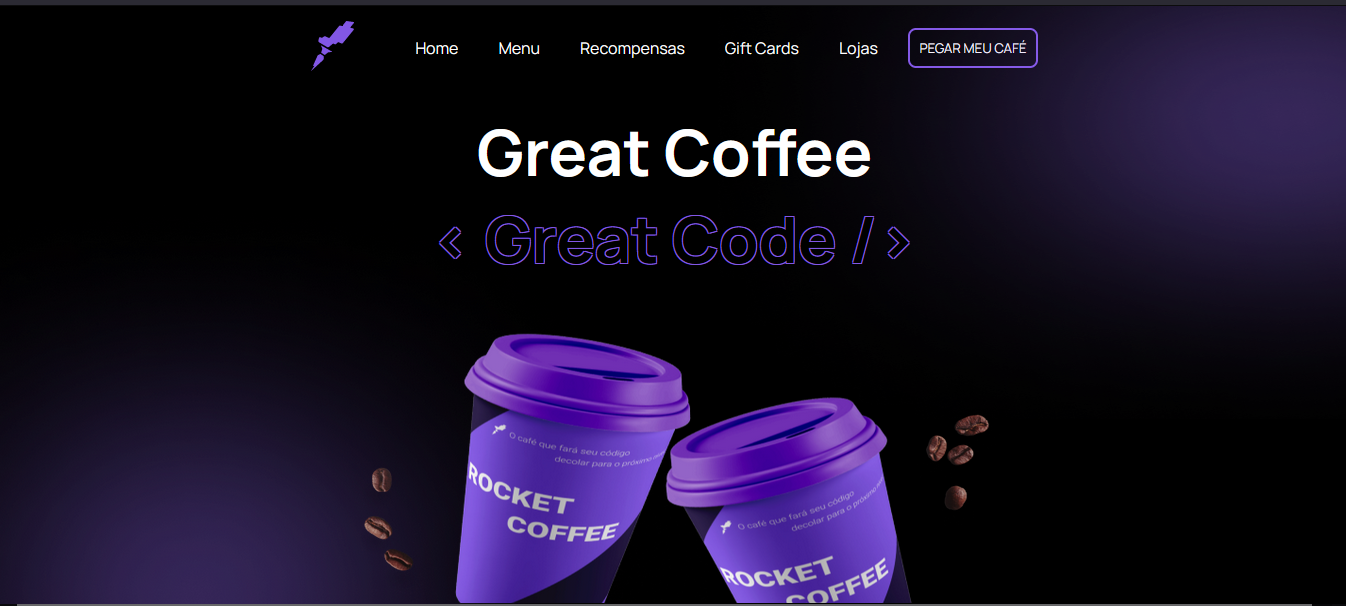 Home Menu Recompensas Gift Cards Lojas PEGAR MEU CAFÉ
Great Coffee
< Great Code / >
O café que fará seu código
decolar para o próximo
ROCKET
COFFEE
O café que fará seu código
decolar para o próximo
ROCKET
COFFEE